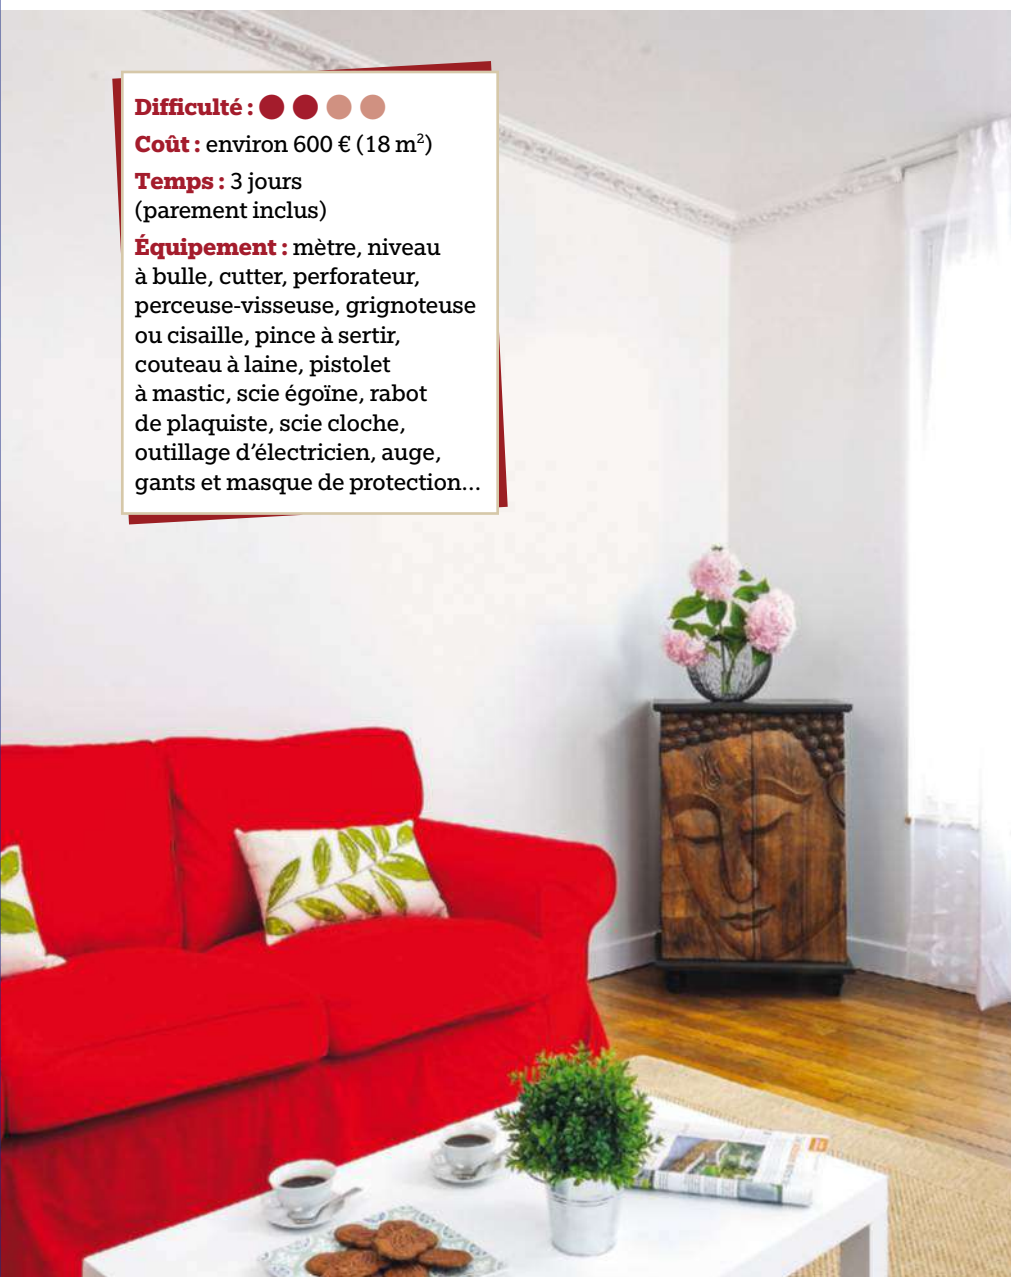 Difficulté :
Coût : environ 600 € (18 m²)
Temps : 3 jours
(parement inclus)
Équipement : mètre, niveau
à bulle, cutter, perforateur,
perceuse-visseuse, grignoteuse
ou cisaille, pince à sertir,
couteau à laine, pistolet
à mastic, scie égoïne, rabot
de plaquiste, scie cloche,
outillage d’électricien, auge,
gants et masque de protection...